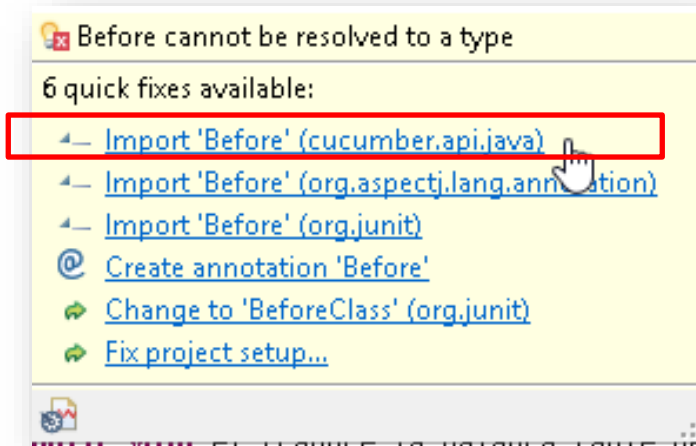 Before cannot be resolved to a type
6 quick fixes available:
Import 'Before' (cucumber.api.java)
Import 'Before' (org.aspectj.lang.annotation)
Import 'Before' (org.junit)
@ Create annotation 'Before'
Change to 'BeforeClass' (org.junit)
Fix project setup...